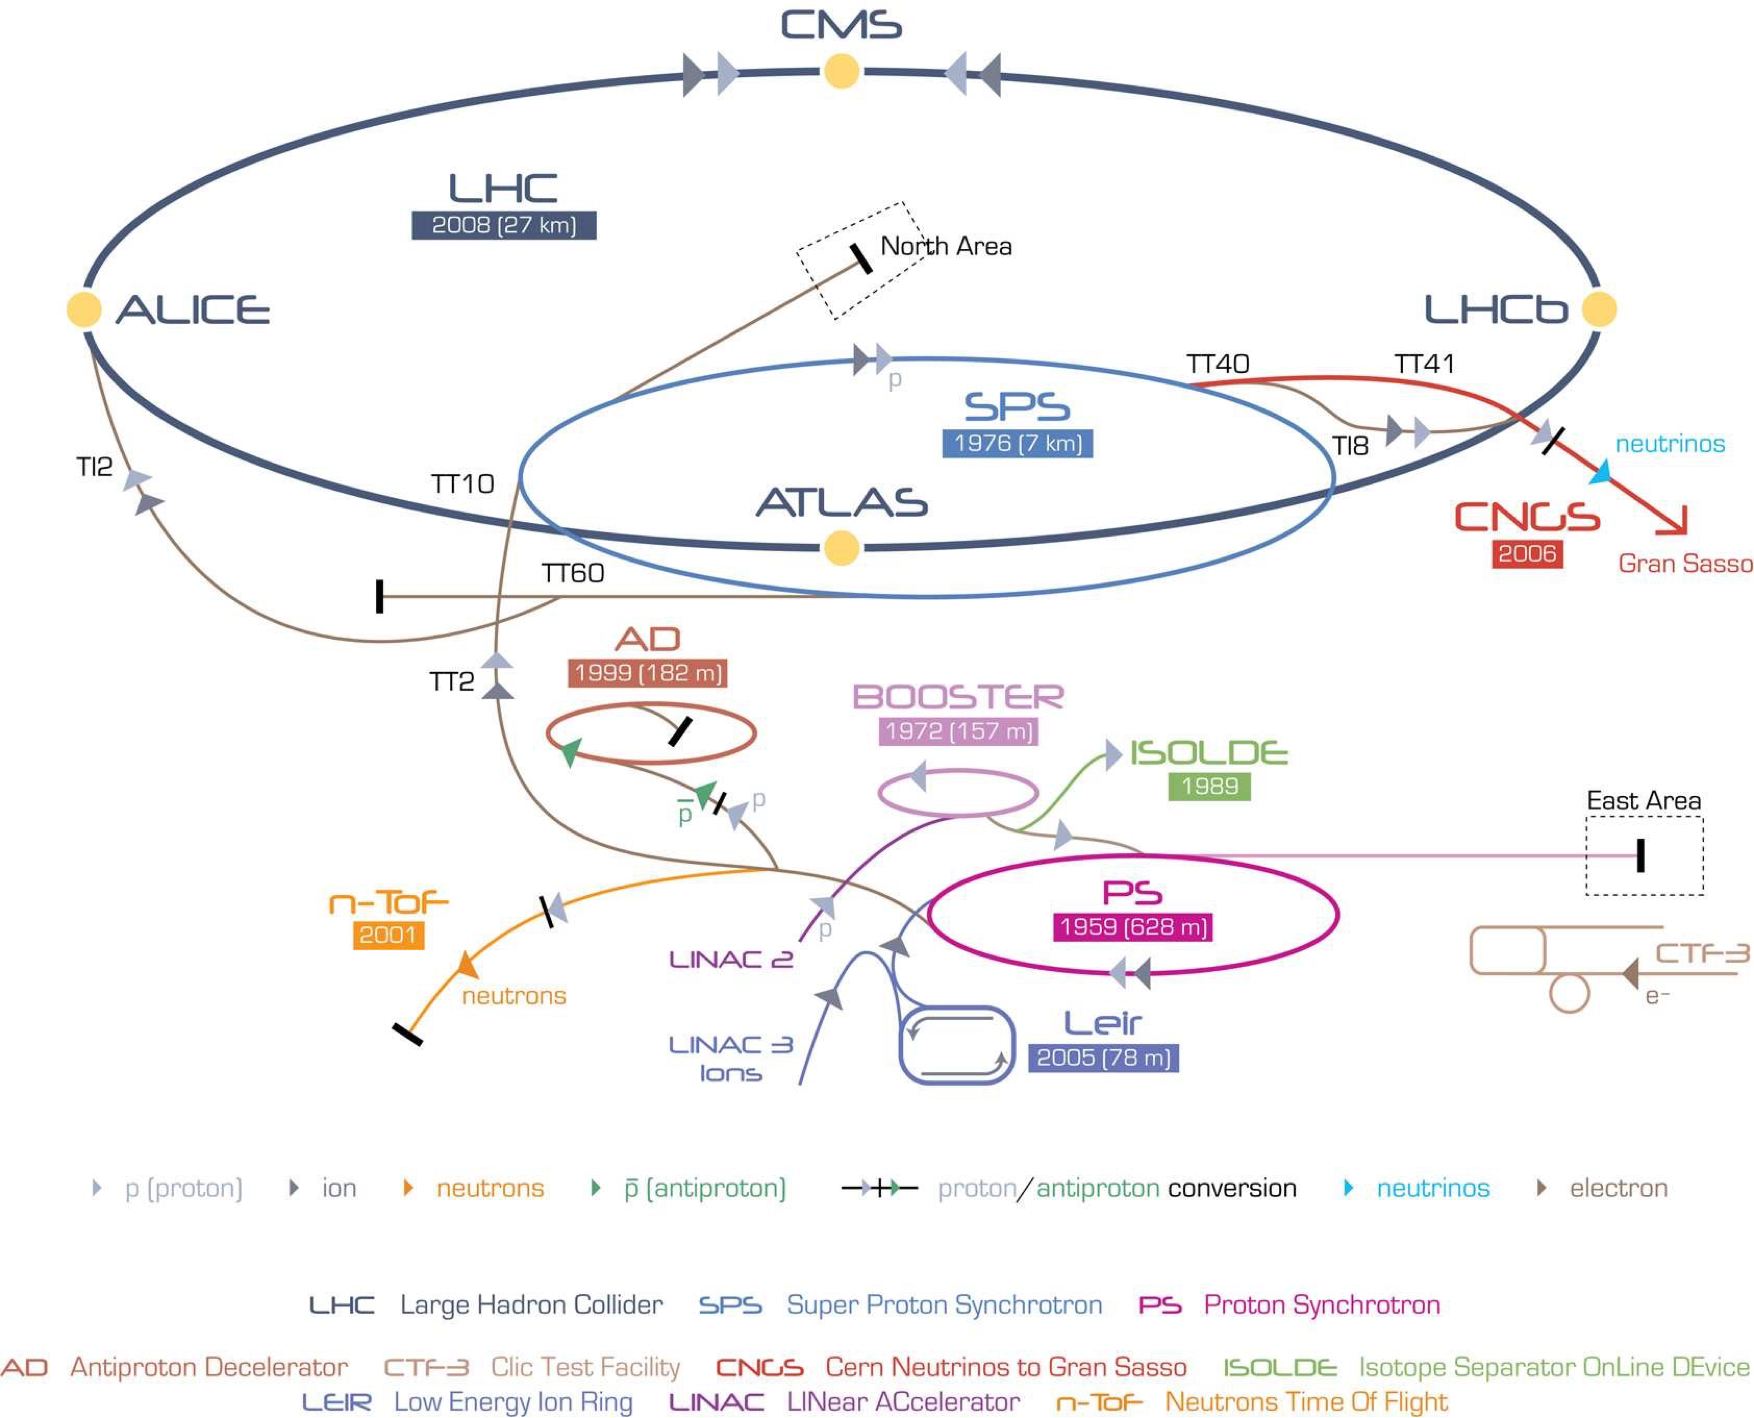 CMS
LHC
2008 (27 km)
North Area
ALICE
LHCb
p
TT40
TT41
SPS
1976 (7 km)
TI8
neutrinos
TI2
TT10
ATLAS
CNGS
2006
Gran Sasso
TT60
AD
1999 (182 m)
TT2
BOOSTER
1972 (157 m)
ISOLDE
1989
p̅
p
East Area
n-ToF
2001
PS
1959 (628 m)
p
LINAC 2
neutrons
CTF-3
e-
Leir
2005 (78 m)
LINAC 3
Ions
p (proton) ion neutrons p̅ (antiproton) proton/antiproton conversion neutrinos electron
LHC Large Hadron Collider SPS Super Proton Synchrotron PS Proton Synchrotron
AD Antiproton Decelerator CTF-3 Clic Test Facility CNGS Cern Neutrinos to Gran Sasso ISOLDE Isotope Separator OnLine DEvice
LEIR Low Energy Ion Ring LINAC LINear ACcelerator n-ToF Neutrons Time Of Flight